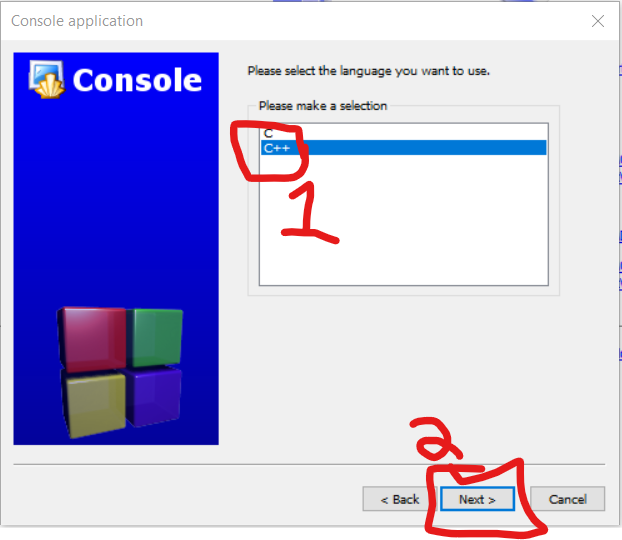 Console application
Console
Please select the language you want to use.
Please make a selection
C
C++
1
2
< Back
Next >
Cancel